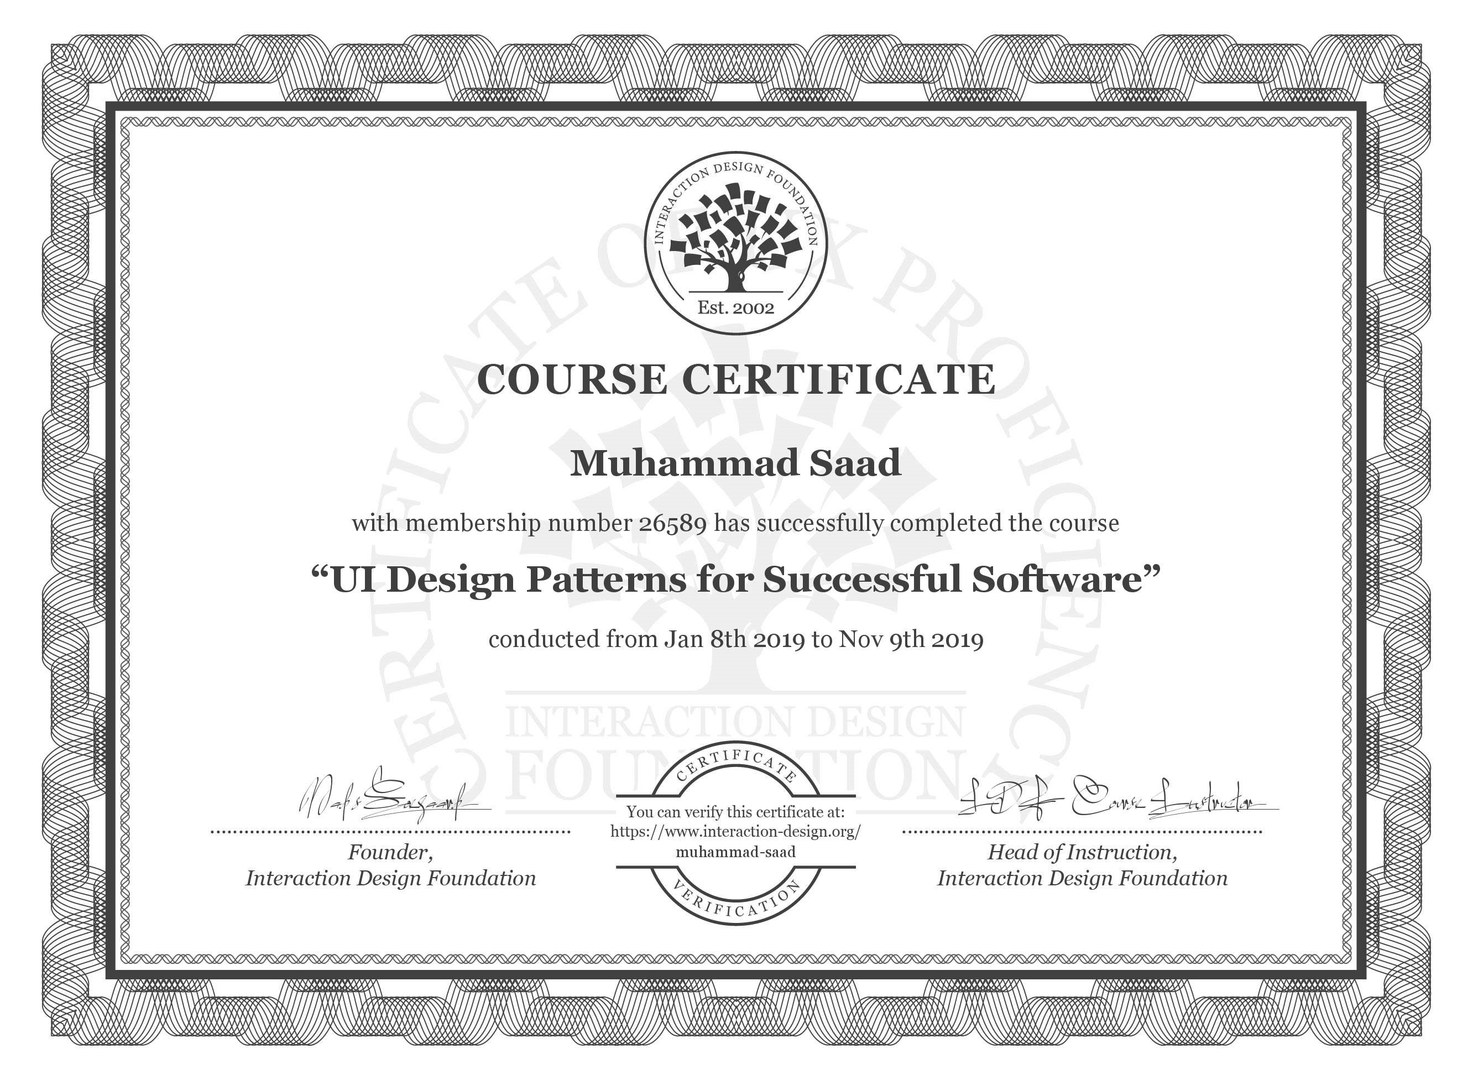 INTERACTION DESIGN FOUNDATION
Est. 2002
CERTIFICATE OF UX PROFICIENCY
COURSE CERTIFICATE
Muhammad Saad
with membership number 26589 has successfully completed the course
“UI Design Patterns for Successful Software”
conducted from Jan 8th 2019 to Nov 9th 2019
INTERACTION DESIGN
FOUNDATION
CERTIFICATE
You can verify this certificate at:
https://www.interaction-design.org/
muhammad-saad
VERIFICATION
Founder,
Interaction Design Foundation
IDF Course Instructor
Head of Instruction,
Interaction Design Foundation